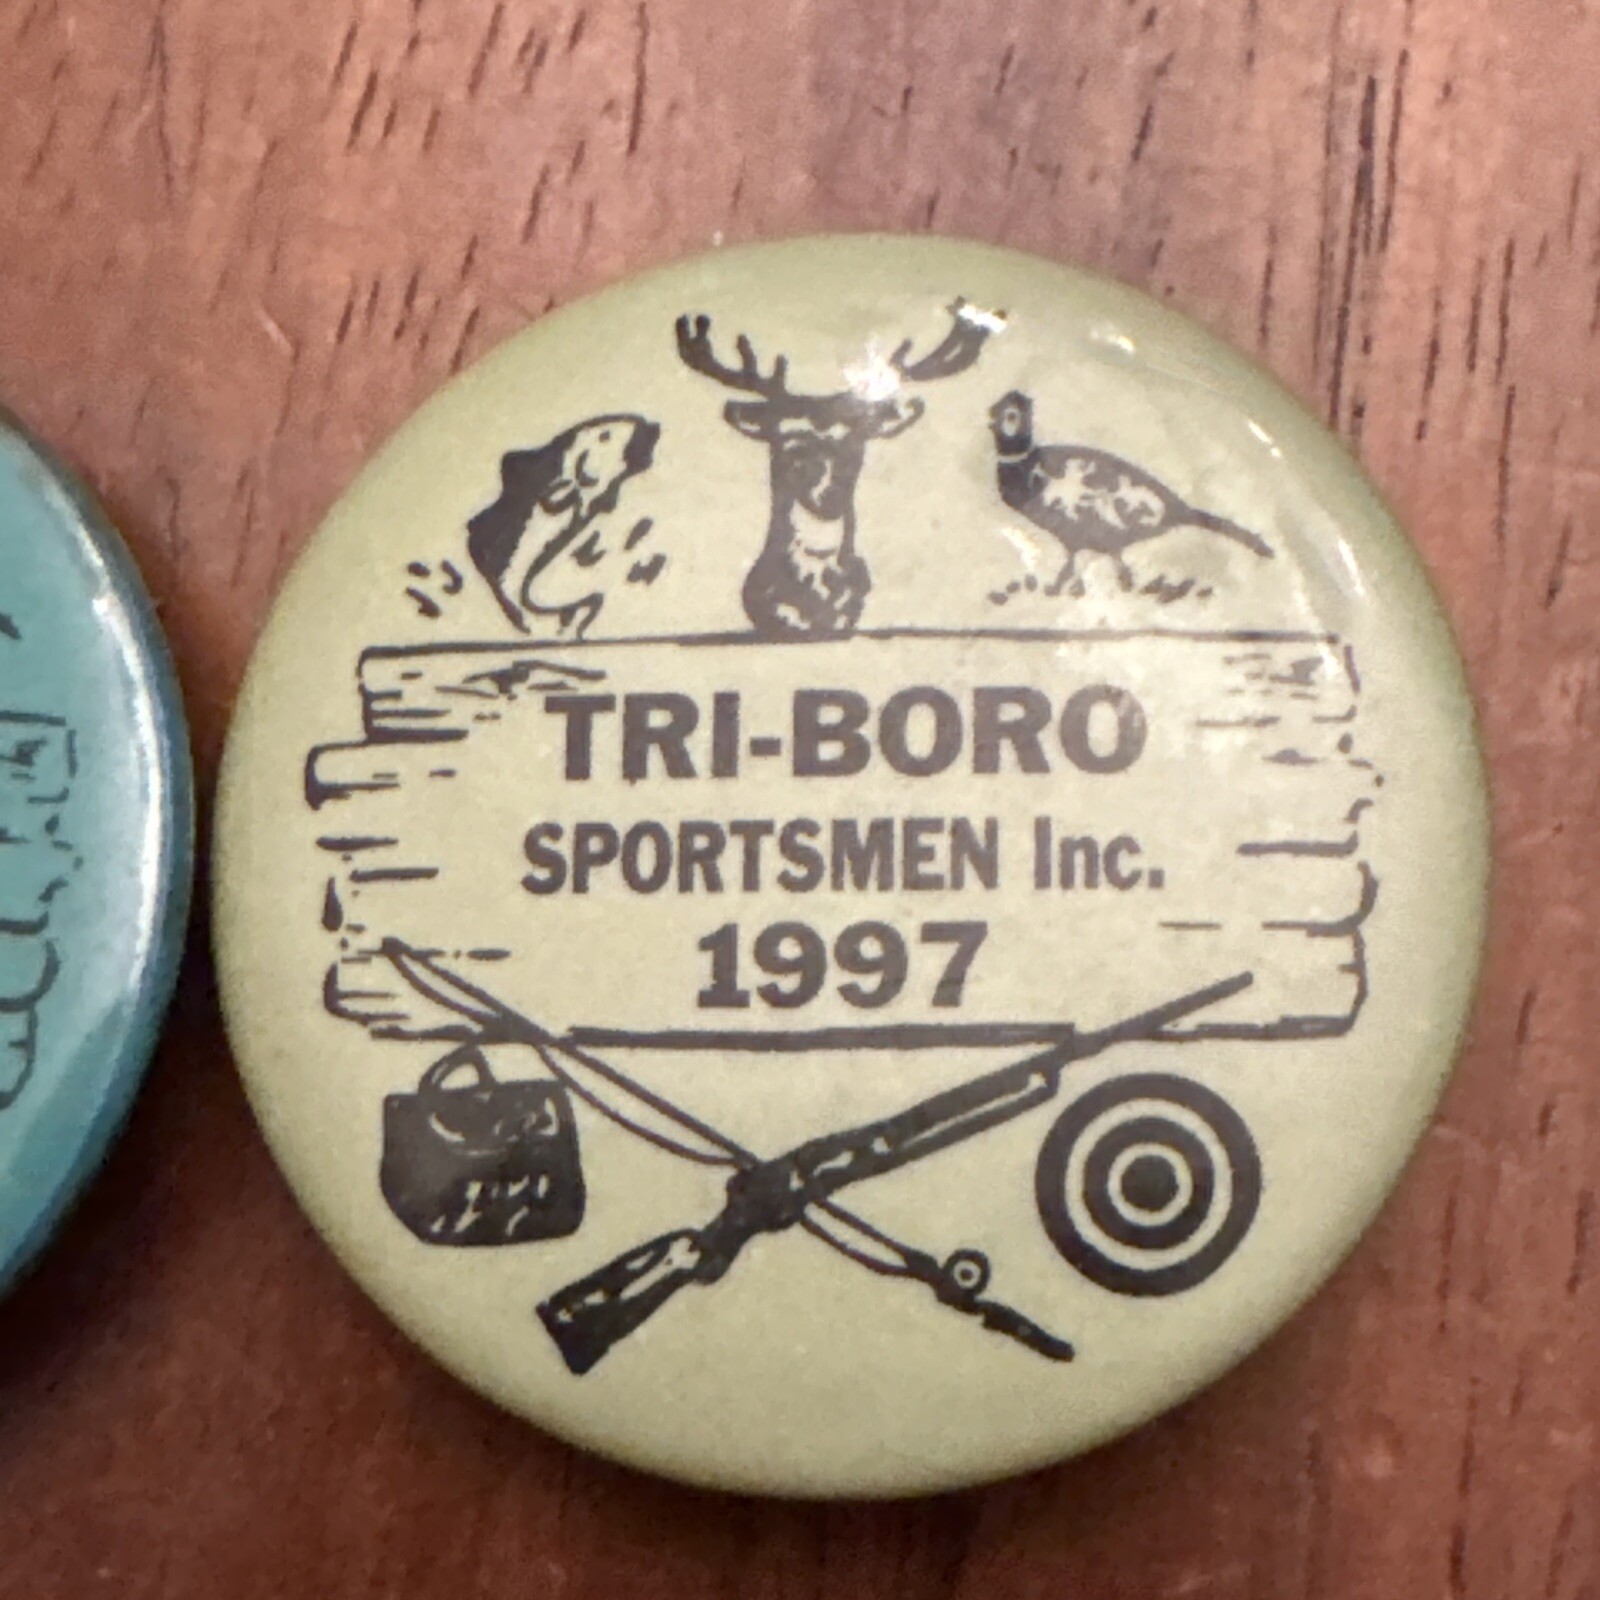 TRI-BORO
SPORTSMEN Inc.
1997